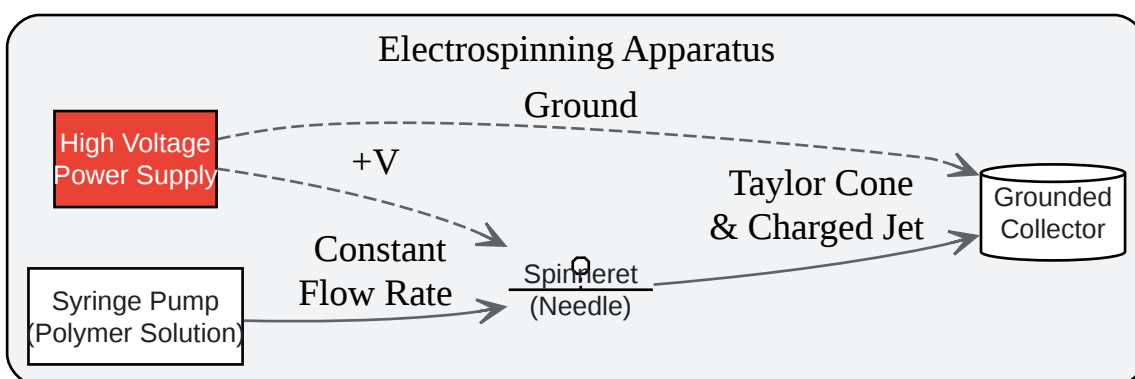 Electrospinning Apparatus
Ground
High Voltage
Power Supply
+V
Taylor Cone
& Charged Jet
Grounded
Collector
Constant
Flow Rate
Spinneret
(Needle)
Syringe Pump
(Polymer Solution)